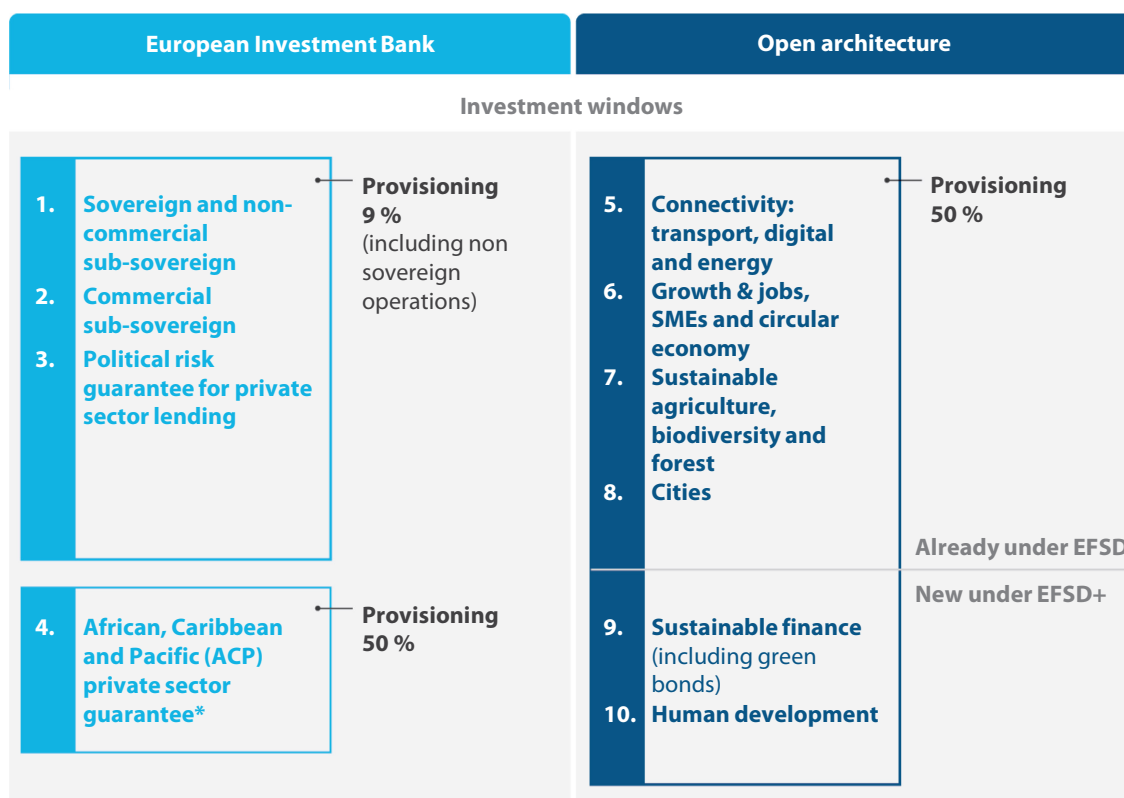 European Investment Bank
Open architecture
Investment windows
1. Sovereign and non-
commercial
sub-sovereign
2. Commercial
sub-sovereign
3. Political risk
guarantee for private
sector lending
Provisioning
9 %
(including non
sovereign
operations)
4. African, Caribbean
and Pacific (ACP)
private sector
guarantee*
Provisioning
50 %
5. Connectivity:
transport, digital
and energy
6. Growth & jobs,
SMEs and circular
economy
7. Sustainable
agriculture,
biodiversity and
forest
8. Cities
Provisioning
50 %
Already under EFSD
New under EFSD+
9. Sustainable finance
(including green
bonds)
10. Human development